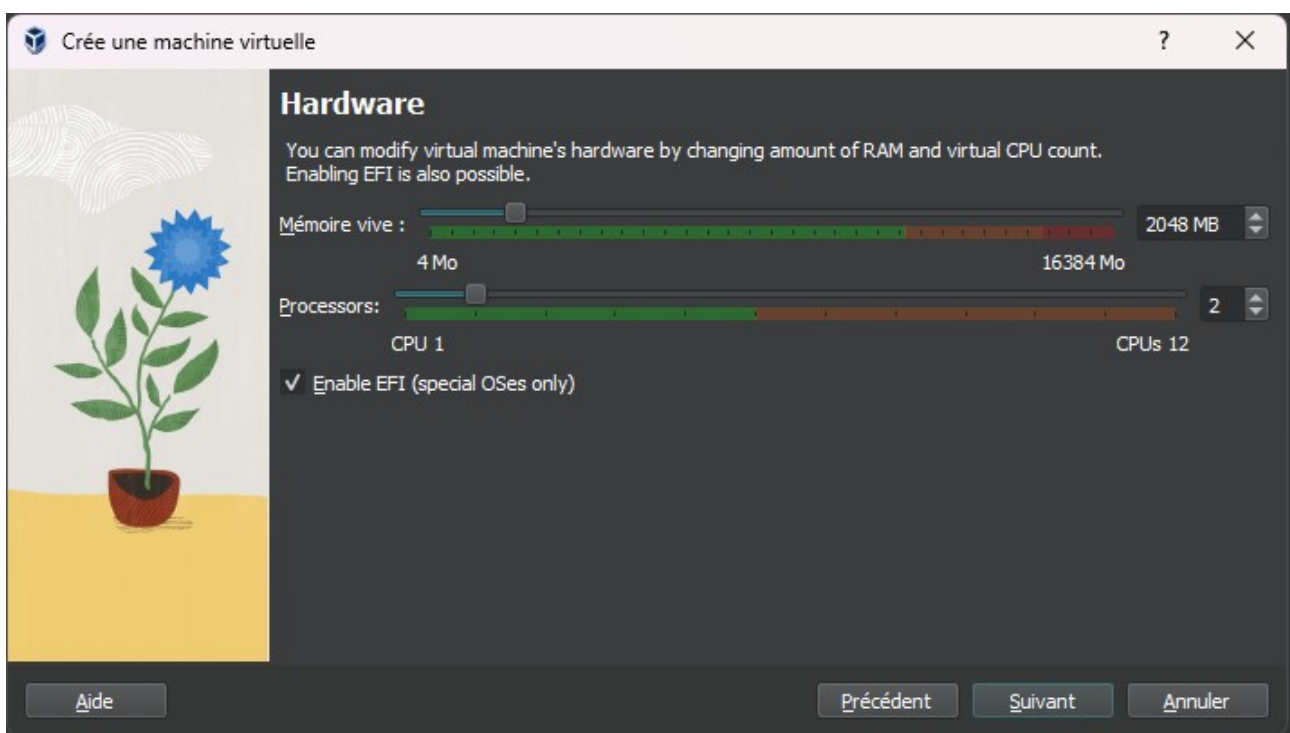 Crée une machine virtuelle
?
Hardware
You can modify virtual machine's hardware by changing amount of RAM and virtual CPU count.
Enabling EFI is also possible.
Mémoire vive :
2048 MB
4 Mo
16384 Mo
Processors:
2
CPU 1
CPUs 12
Enable EFI (special OSes only)
Aide
Précédent
Suivant
Annuler